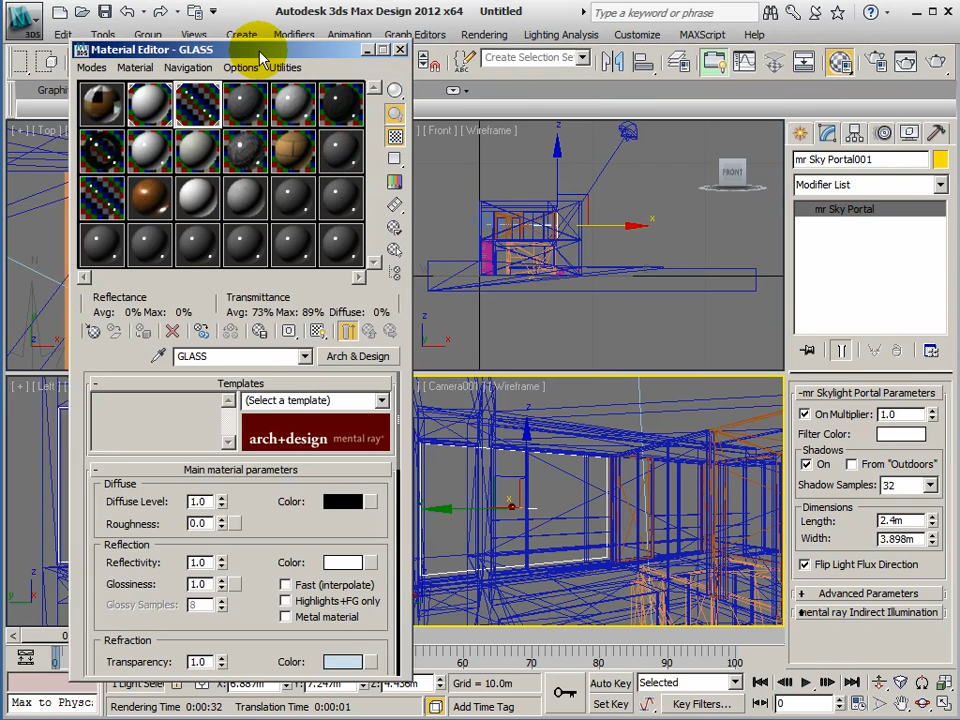 3DS
Autodesk 3ds Max Design 2012 x64 Untitled
Type a keyword or phrase
Edit Tools Group Views Create Modifiers Animation Graph Editors Rendering Lighting Analysis Customize MAXScript Help
Material Editor - GLASS
Create Selection Se
Modes Material Navigation Options Utilities
[ + ] [ Top ]
[ Front ] [ Wireframe ]
FRONT
mr Sky Portal001
Modifier List
mr Sky Portal
Reflectance
Avg: 0% Max: 0%
Transmittance
Avg: 73% Max: 89% Diffuse: 0%
GLASS
Arch & Design
[ + ] [ Left ]
[ Camera001 ] [ Wireframe ]
Templates
(Select a template)
arch+design mental ray
Main material parameters
Diffuse
Diffuse Level: 1.0 Color:
Roughness: 0.0
Reflection
Reflectivity: 1.0 Color:
Glossiness: 1.0 Fast (interpolate)
Glossy Samples: 8 Highlights+FG only
Metal material
Refraction
Transparency: 1.0 Color:
mr Skylight Portal Parameters
On Multiplier: 1.0
Filter Color:
Shadows
On From "Outdoors"
Shadow Samples: 32
Dimensions
Length: 2.4m
Width: 3.898m
Flip Light Flux Direction
Advanced Parameters
mental ray Indirect Illumination
60 70 80 90 100
Grid = 10.0m
Auto Key Selected
Set Key Key Filters...
0
Max to Physc
Rendering Time 0:00:32 Translation Time 0:00:01
Add Time Tag